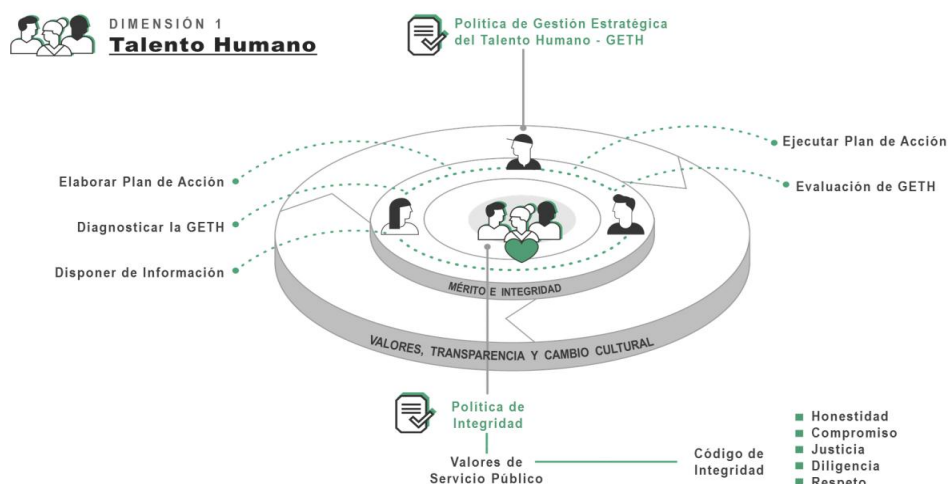 DIMENSIÓN 1
Talento Humano
Política de Gestión Estratégica
del Talento Humano - GETH
Elaborar Plan de Acción
Diagnosticar la GETH
Disponer de Información
Ejecutar Plan de Acción
Evaluación de GETH
MÉRITO E INTEGRIDAD
VALORES, TRANSPARENCIA Y CAMBIO CULTURAL
Política de
Integridad
Valores de
Servicio Público
Código de
Integridad
Honestidad
Compromiso
Justicia
Diligencia
Respeto